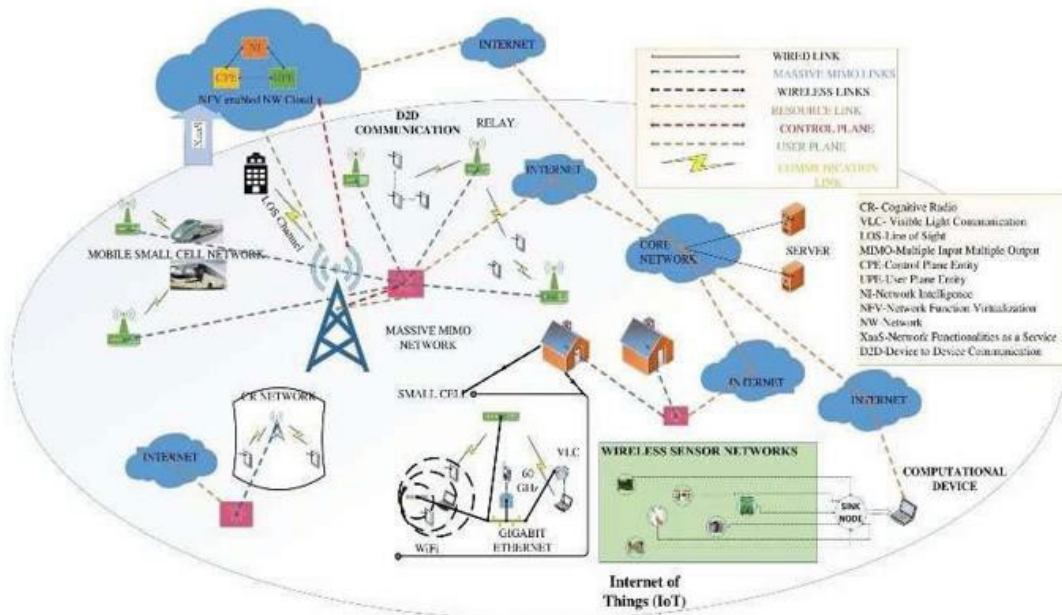 INTERNET
NI
CPE
UPE
NFV enabled NW Cloud
XaaS
D2D
COMMUNICATION
RELAY
LOS Channel
INTERNET
MOBILE SMALL CELL NETWORK
CORE
NETWORK
SERVER
MASSIVE MIMO
NETWORK
SMALL CELL
INTERNET
INTERNET
CR NETWORK
INTERNET
VLC
60
GHz
GIGABIT
ETHERNET
WiFi
WIRELESS SENSOR NETWORKS
SINK
NODE
COMPUTATIONAL
DEVICE
Internet of
Things (IoT)
WIRED LINK
MASSIVE MIMO LINKS
WIRELESS LINKS
RESOURCE LINK
CONTROL PLANE
USER PLANE
COMMUNICATION
LINK
CR- Cognitive Radio
VLC- Visible Light Communication
LOS-Line of Sight
MIMO-Multiple Input Multiple Output
CPE-Control Plane Entity
UPE-User Plane Entity
NI-Network Intelligence
NFV-Network Function Virtualization
NW-Network
XaaS-Network Functionalities as a Service
D2D-Device to Device Communication